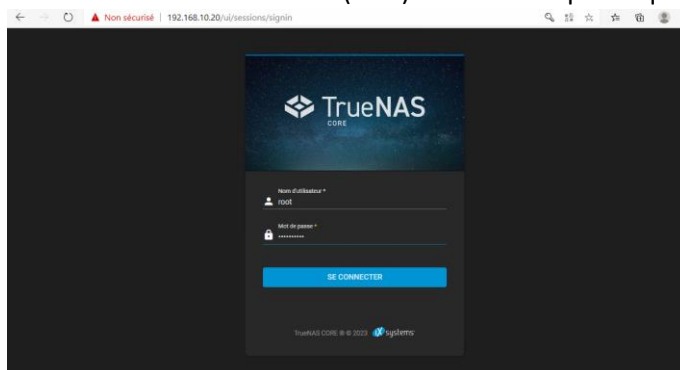 Non sécurisé | 192.168.10.20/ui/sessions/signin
TrueNAS
CORE
Nom d'utilisateur *
root
Mot de passe *
••••••••••
SE CONNECTER
TrueNAS CORE ® © 2023 iXsystems